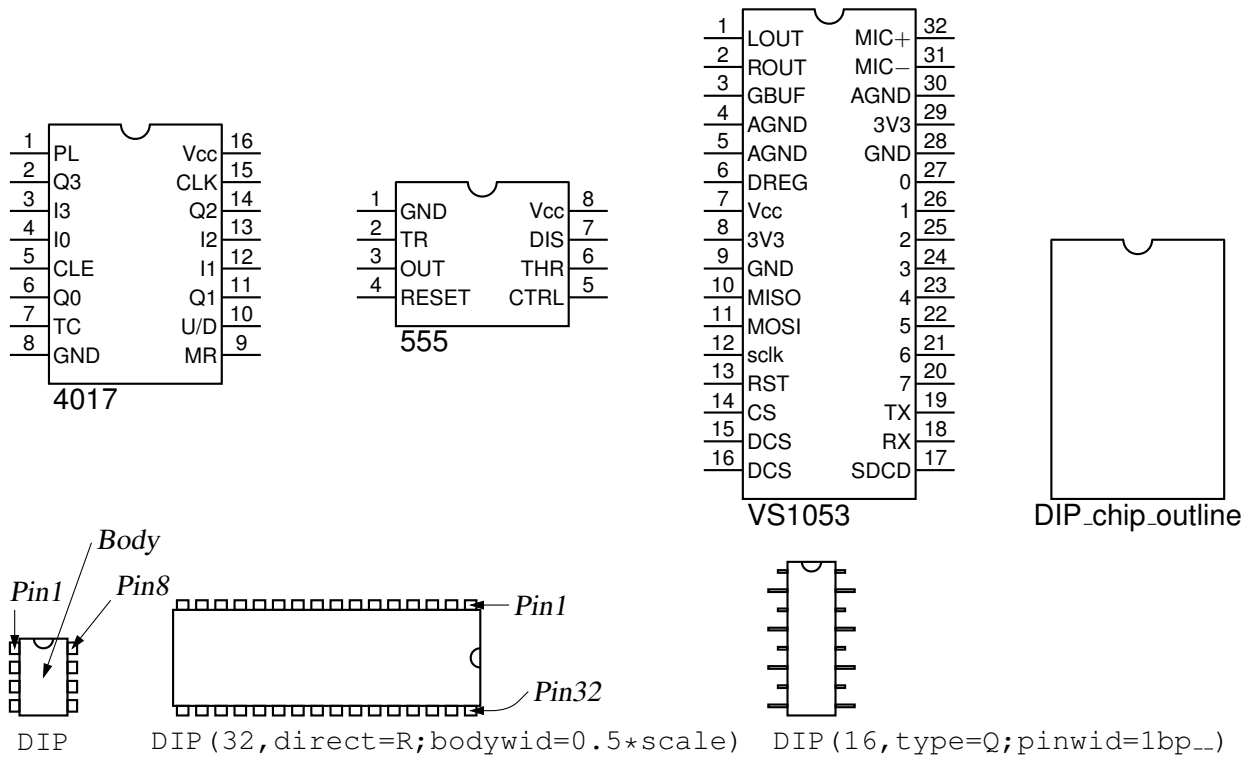 1 LOUT MIC+ 32
2 ROUT MIC− 31
3 GBUF AGND 30
4 AGND 3V3 29
5 AGND GND 28
6 DREG 0 27
7 Vcc 1 26
8 3V3 2 25
9 GND 3 24
10 MISO 4 23
11 MOSI 5 22
12 sclk 6 21
13 RST 7 20
14 CS TX 19
15 DCS RX 18
16 DCS SDCD 17
VS1053
1 PL Vcc 16
2 Q3 CLK 15
3 I3 Q2 14
4 I0 I2 13
5 CLE I1 12
6 Q0 Q1 11
7 TC U/D 10
8 GND MR 9
4017
1 GND Vcc 8
2 TR DIS 7
3 OUT THR 6
4 RESET CTRL 5
555
DIP_chip_outline
Body
Pin1
Pin8
DIP
Pin1
Pin32
DIP(32,direct=R;bodywid=0.5*scale)
DIP(16,type=Q;pinwid=1bp__)